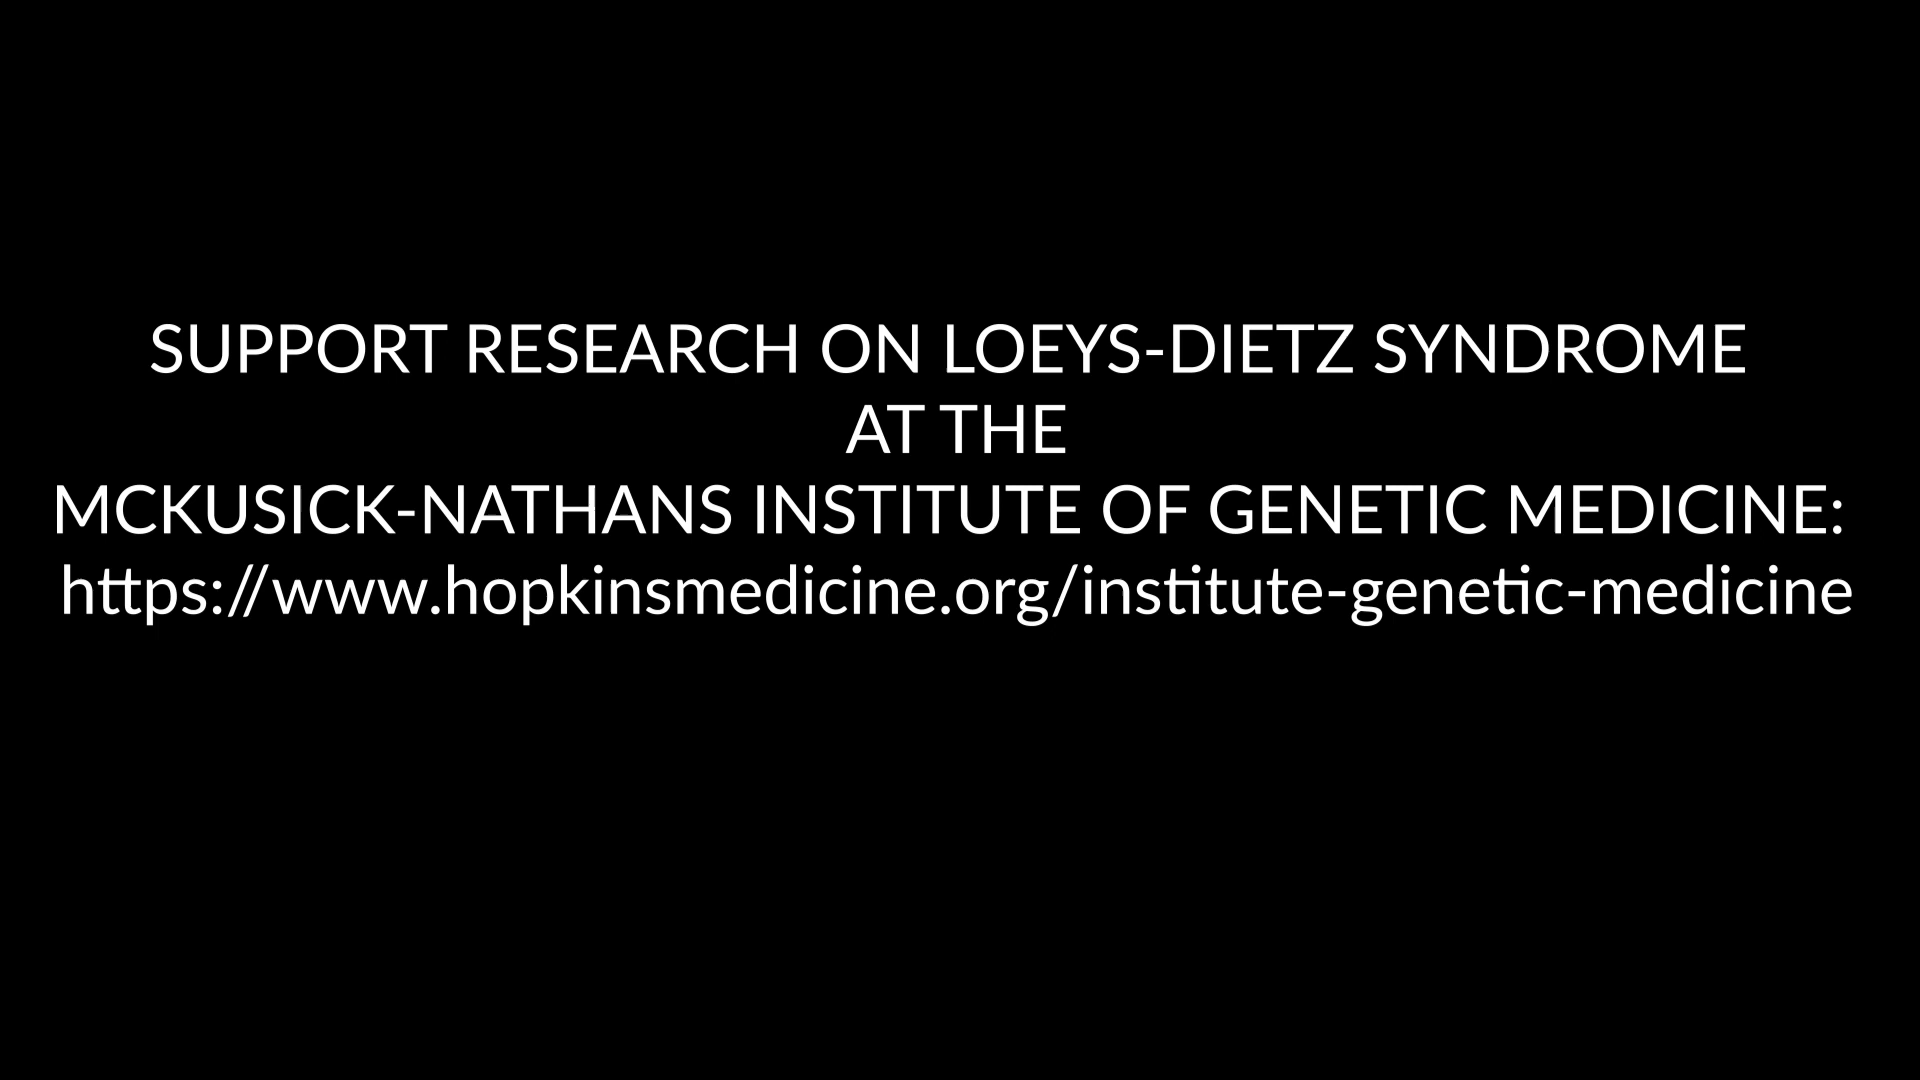 SUPPORT RESEARCH ON LOEYS-DIETZ SYNDROME
AT THE
MCKUSICK-NATHANS INSTITUTE OF GENETIC MEDICINE:
https://www.hopkinsmedicine.org/institute-genetic-medicine